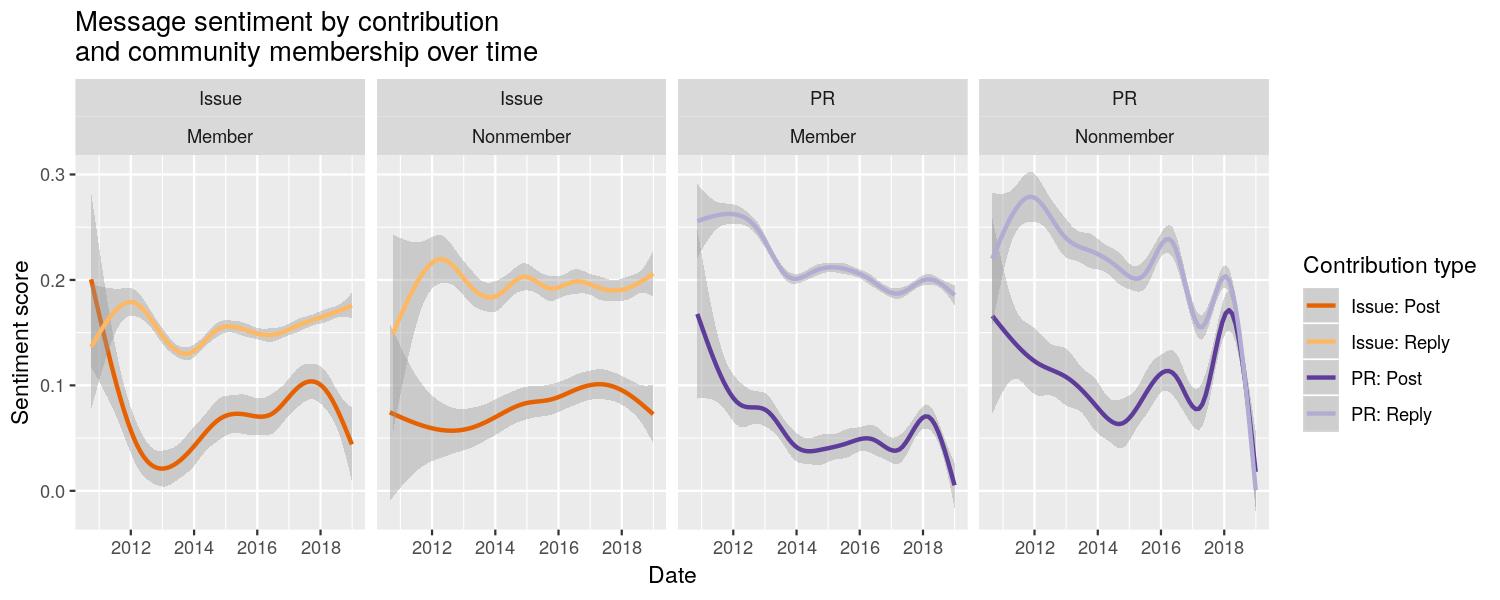 Message sentiment by contribution
and community membership over time
Issue Issue PR PR
Member Nonmember Member Nonmember
Sentiment score
0.3
0.2
0.1
0.0
2012 2014 2016 2018 2012 2014 2016 2018 2012 2014 2016 2018 2012 2014 2016 2018
Date
Contribution type
Issue: Post
Issue: Reply
PR: Post
PR: Reply